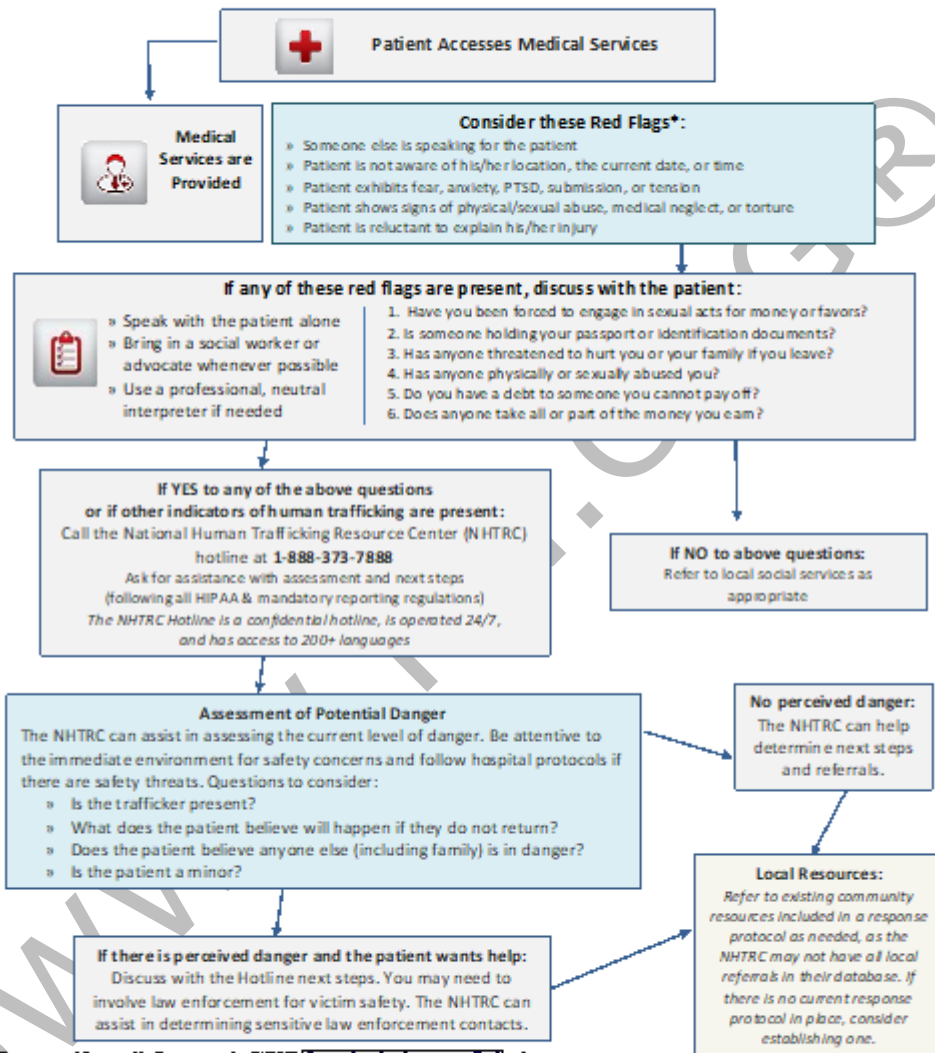 Patient Accesses Medical Services
Medical
Services are
Provided
Consider these Red Flags*:
» Someone else is speaking for the patient
» Patient is not aware of his/her location, the current date, or time
» Patient exhibits fear, anxiety, PTSD, submission, or tension
» Patient shows signs of physical/sexual abuse, medical neglect, or torture
» Patient is reluctant to explain his/her injury
If any of these red flags are present, discuss with the patient:
» Speak with the patient alone
» Bring in a social worker or
advocate whenever possible
» Use a professional, neutral
interpreter if needed
1. Have you been forced to engage in sexual acts for money or favors?
2. Is someone holding your passport or identification documents?
3. Has anyone threatened to hurt you or your family if you leave?
4. Has anyone physically or sexually abused you?
5. Do you have a debt to someone you cannot pay off?
6. Does anyone take all or part of the money you earn?
If YES to any of the above questions
or if other indicators of human trafficking are present:
Call the National Human Trafficking Resource Center (NHTRC)
hotline at 1-888-373-7888
Ask for assistance with assessment and next steps
(following all HIPAA & mandatory reporting regulations)
The NHTRC Hotline is a confidential hotline, is operated 24/7,
and has access to 200+ languages
If NO to above questions:
Refer to local social services as
appropriate
Assessment of Potential Danger
The NHTRC can assist in assessing the current level of danger. Be attentive to
the immediate environment for safety concerns and follow hospital protocols if
there are safety threats. Questions to consider:
» Is the trafficker present?
» What does the patient believe will happen if they do not return?
» Does the patient believe anyone else (including family) is in danger?
» Is the patient a minor?
No perceived danger:
The NHTRC can help
determine next steps
and referrals.
If there is perceived danger and the patient wants help:
Discuss with the Hotline next steps. You may need to
involve law enforcement for victim safety. The NHTRC can
assist in determining sensitive law enforcement contacts.
Local Resources:
Refer to existing community
resources included in a response
protocol as needed, as the
NHTRC may not have all local
referrals in their database. If
there is no current response
protocol in place, consider
establishing one.